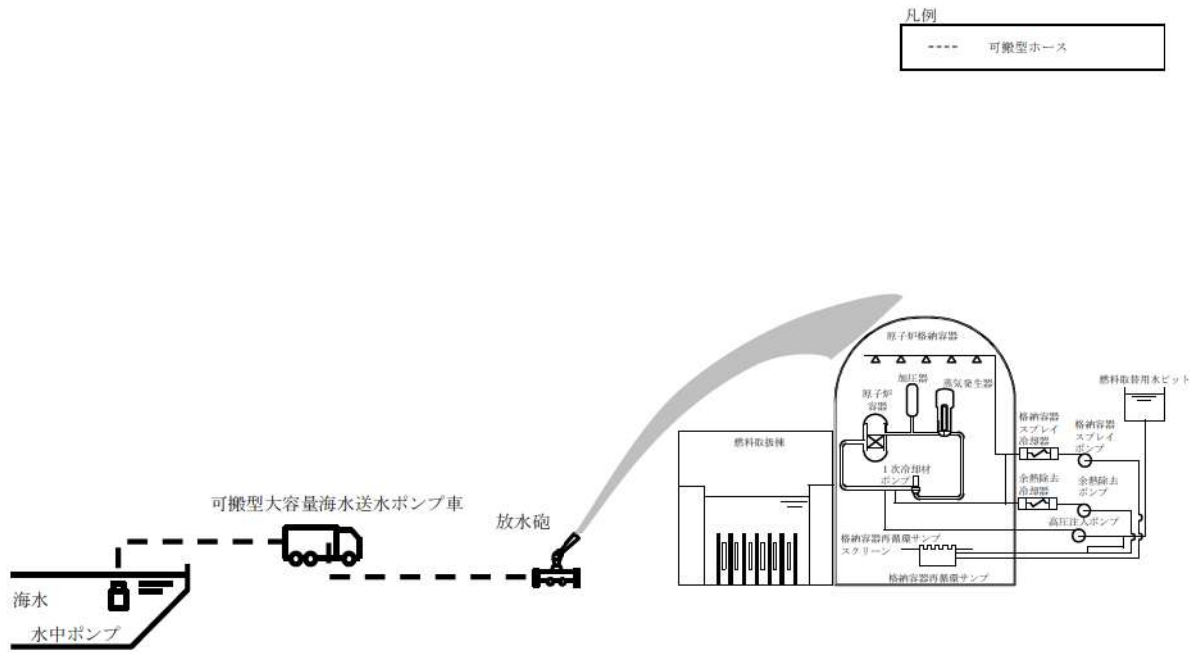 凡例
可搬型ホース
原子炉格納容器
加圧器
蒸気発生器
原子炉
容器
1次冷却材
ポンプ
燃料取替用水ピット
格納容器
スプレイ
冷却器
格納容器
スプレイ
ポンプ
余熱除去
冷却器
余熱除去
ポンプ
高圧注入ポンプ
燃料取扱棟
格納容器再循環サンプ
スクリーン
格納容器再循環サンプ
可搬型大容量海水送水ポンプ車
放水砲
海水
水中ポンプ